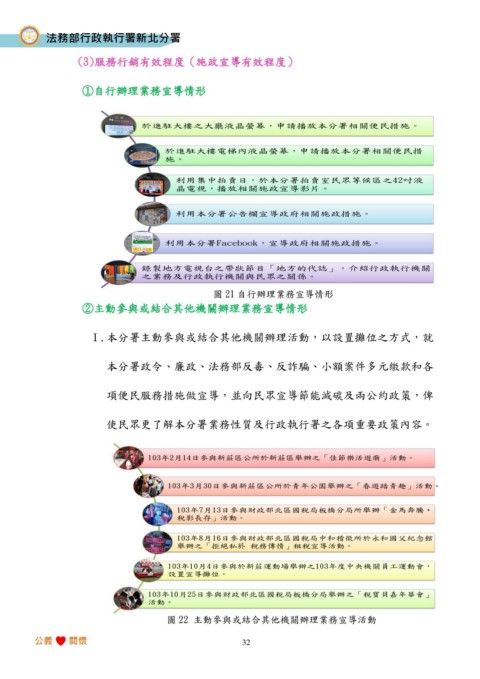 法務部行政執行署新北分署
(3)服務行銷有效程度（施政宣導有效程度）
①自行辦理業務宣導情形
於進駐大樓之大廳液晶螢幕，申請播放本分署相關便民措施。
於進駐大樓電梯內液晶螢幕，申請播放本分署相關便民措
施。
利用集中拍賣日，於本分署拍賣室民眾等候區之42吋液
晶電視，播放相關施政宣導影片。
利用本分署公告欄宣導政府相關施政措施。
利用本分署Facebook，宣導政府相關施政措施。
錄製地方電視台之帶狀節目「地方的代誌」，介紹行政執行機關
之業務及行政執行機關與民眾之關係。
圖 21 自行辦理業務宣導情形
②主動參與或結合其他機關辦理業務宣導情形
I.本分署主動參與或結合其他機關辦理活動，以設置攤位之方式，就
本分署政令、廉政、法務部反毒、反詐騙、小額案件多元繳款和各
項便民服務措施做宣導，並向民眾宣導節能減碳及兩公約政策，俾
使民眾更了解本分署業務性質及行政執行署之各項重要政策內容。
103年2月14日參與新莊區公所於新莊區舉辦之「佳節樂活逛廟」活動。
103年3月30日參與新莊區公所於青年公園舉辦之「春遊踏青趣」活動。
103年7月13日參與財政部北區國稅局板橋分局所舉辦「金馬奔騰‧
稅影長存」活動。
103年8月16日參與財政部北區國稅局中和稽徵所於永和國父紀念館
舉辦之「拒絕私菸 稅務傳情」租稅宣導活動。
103年10月4日參與於新莊運動場舉辦之103年度中央機關員工運動會，
設置宣導攤位。
103年10月25日參與財政部北區國稅局板橋分局舉辦之「稅寶貝嘉年華會」
活動。
圖 22 主動參與或結合其他機關辦理業務宣導活動
公義 關懷
32